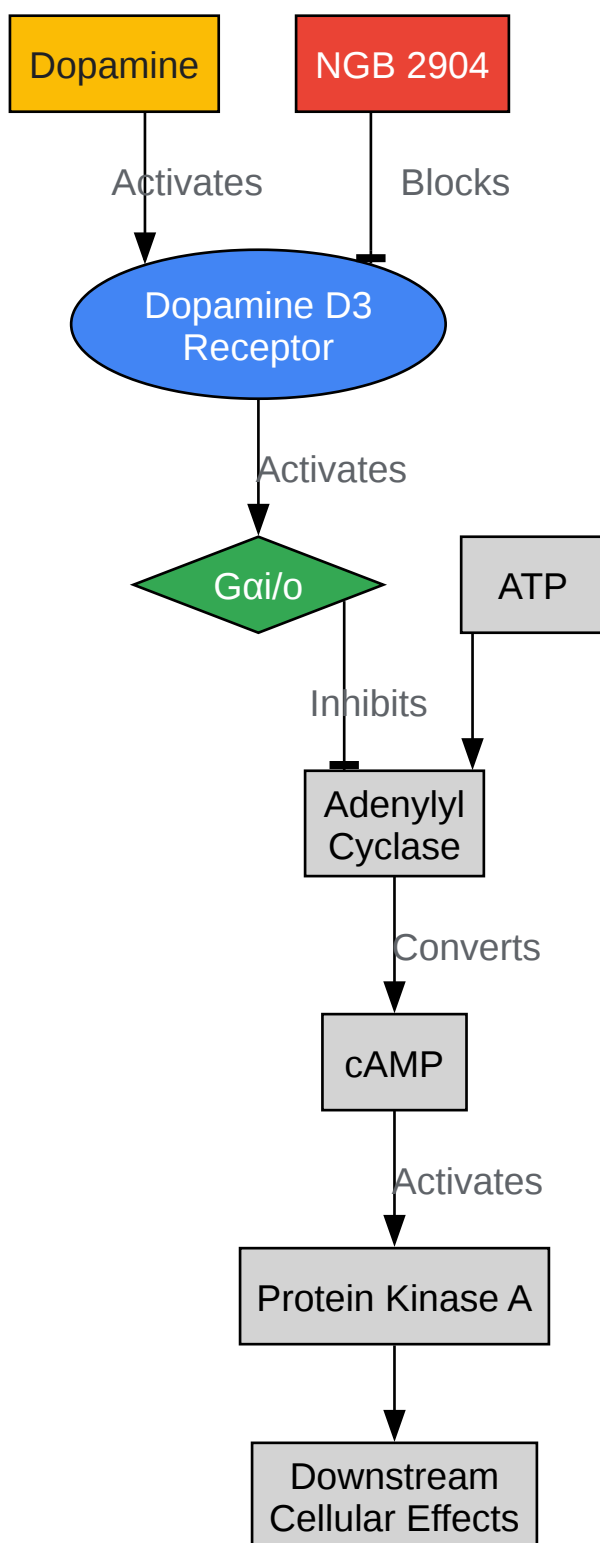 Dopamine
NGB 2904
Activates
Blocks
Dopamine D3
Receptor
Activates
Gαi/o
ATP
Inhibits
Adenylyl
Cyclase
Converts
cAMP
Activates
Protein Kinase A
Downstream
Cellular Effects